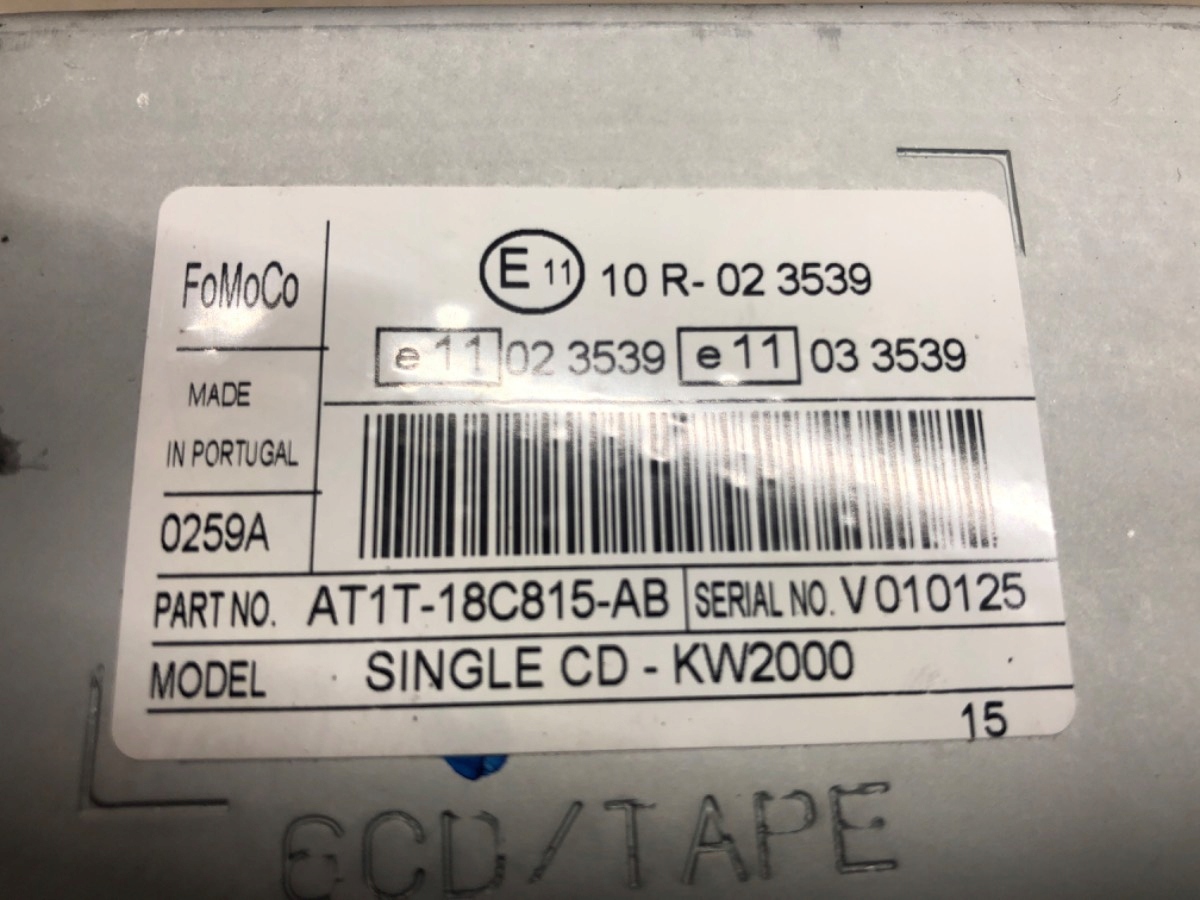 FoMoCo
E 11 10 R- 02 3539
e 11 02 3539 e 11 03 3539
MADE
IN PORTUGAL
0259A
PART NO. AT1T-18C815-AB SERIAL NO. V010125
MODEL SINGLE CD - KW2000
15
6CD/TAPE